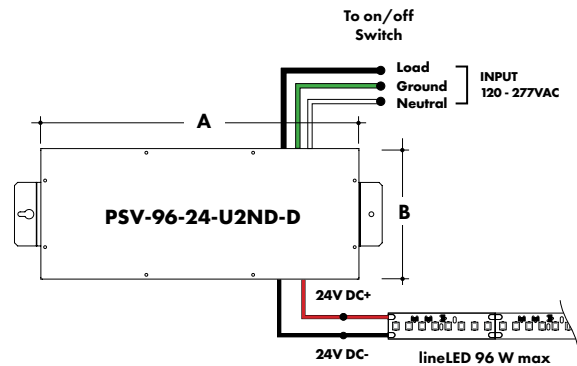 To on/off
Switch
Load
Ground
Neutral
INPUT
120 - 277VAC
A
B
PSV-96-24-U2ND-D
24V DC+
24V DC-
lineLED 96 W max